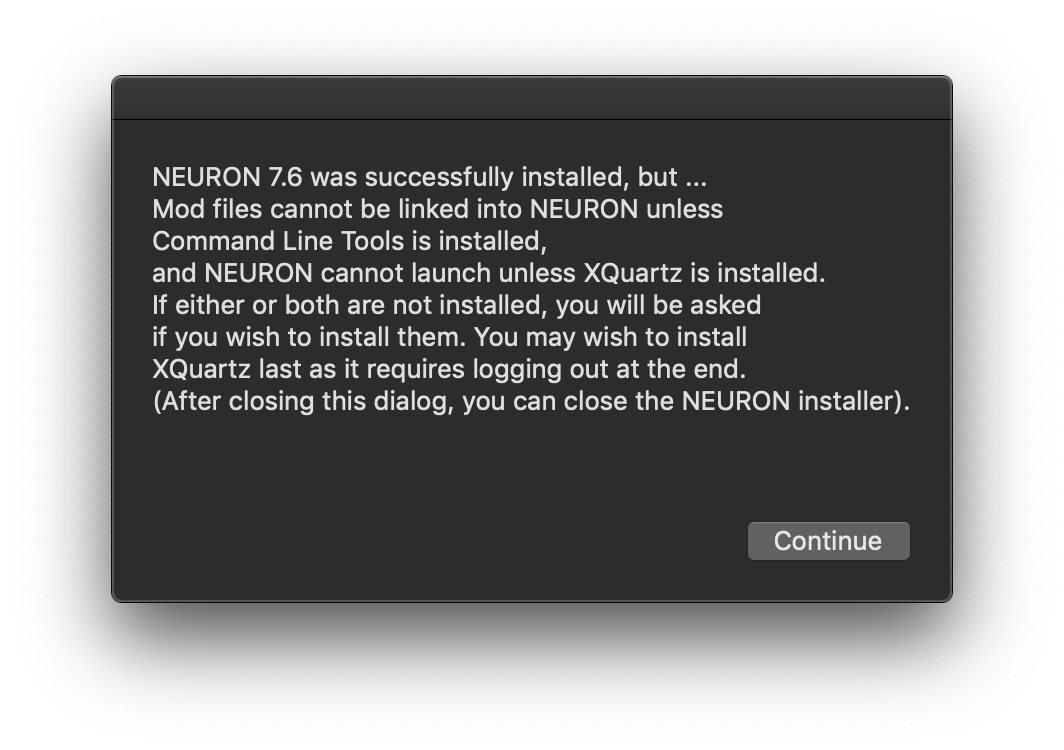 NEURON 7.6 was successfully installed, but ...
Mod files cannot be linked into NEURON unless
Command Line Tools is installed,
and NEURON cannot launch unless XQuartz is installed.
If either or both are not installed, you will be asked
if you wish to install them. You may wish to install
XQuartz last as it requires logging out at the end.
(After closing this dialog, you can close the NEURON installer).
Continue